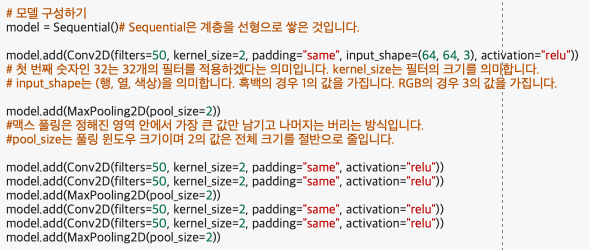 # 모델 구성하기
model = Sequential()# Sequential은 계층을 선형으로 쌓은 것입니다.
model.add(Conv2D(filters=50, kernel_size=2, padding="same", input_shape=(64, 64, 3), activation="relu"))
# 첫 번째 숫자인 32는 32개의 필터를 적용하겠다는 의미입니다. kernel_size는 필터의 크기를 의미합니다.
# input_shape는 (행, 열, 색상)을 의미합니다. 흑백의 경우 1의 값을 가집니다. RGB의 경우 3의 값을 가집니다.
model.add(MaxPooling2D(pool_size=2))
#맥스 풀링은 정해진 영역 안에서 가장 큰 값만 남기고 나머지는 버리는 방식입니다.
#pool_size는 풀링 윈도우 크기이며 2의 값은 전체 크기를 절반으로 줄입니다.
model.add(Conv2D(filters=50, kernel_size=2, padding="same", activation="relu"))
model.add(Conv2D(filters=50, kernel_size=2, padding="same", activation="relu"))
model.add(MaxPooling2D(pool_size=2))
model.add(Conv2D(filters=50, kernel_size=2, padding="same", activation="relu"))
model.add(Conv2D(filters=50, kernel_size=2, padding="same", activation="relu"))
model.add(MaxPooling2D(pool_size=2))